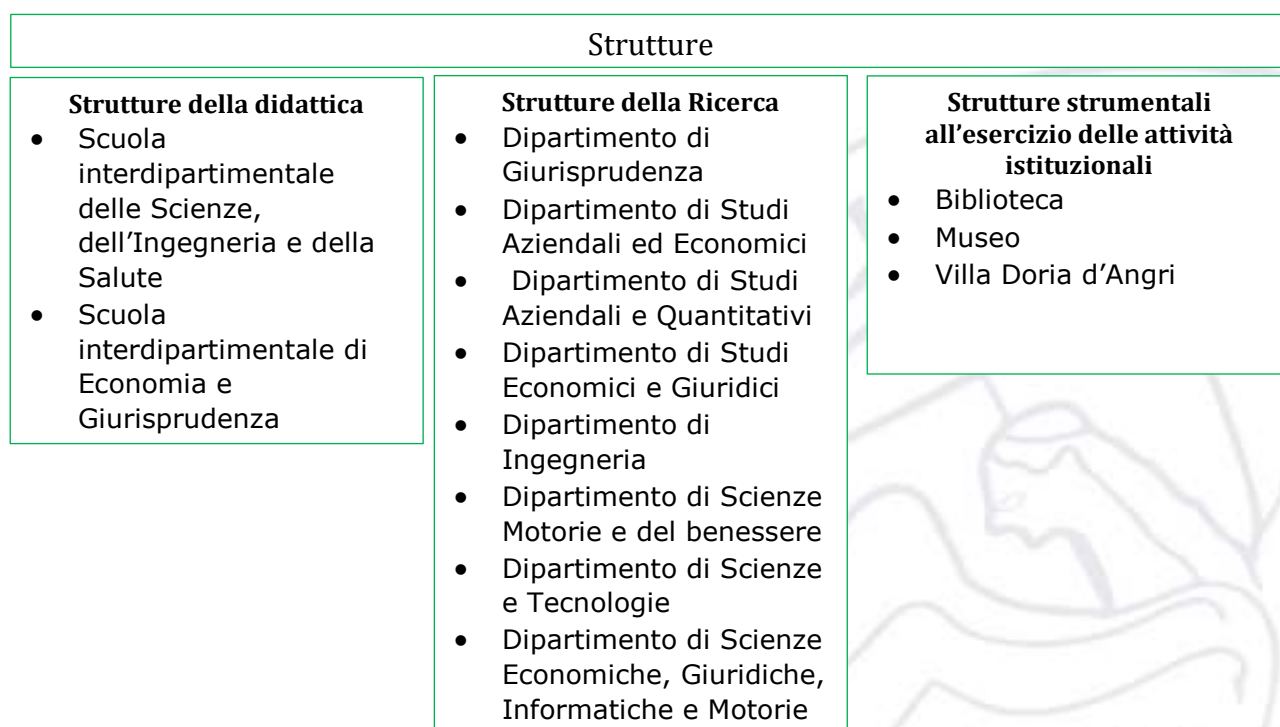 Strutture
Strutture della didattica
• Scuola
interdipartimentale
delle Scienze,
dell’Ingegneria e della
Salute
• Scuola
interdipartimentale di
Economia e
Giurisprudenza
Strutture della Ricerca
• Dipartimento di
Giurisprudenza
• Dipartimento di Studi
Aziendali ed Economici
• Dipartimento di Studi
Aziendali e Quantitativi
• Dipartimento di Studi
Economici e Giuridici
• Dipartimento di
Ingegneria
• Dipartimento di Scienze
Motorie e del benessere
• Dipartimento di Scienze
e Tecnologie
• Dipartimento di Scienze
Economiche, Giuridiche,
Informatiche e Motorie
Strutture strumentali
all’esercizio delle attività
istituzionali
• Biblioteca
• Museo
• Villa Doria d’Angri